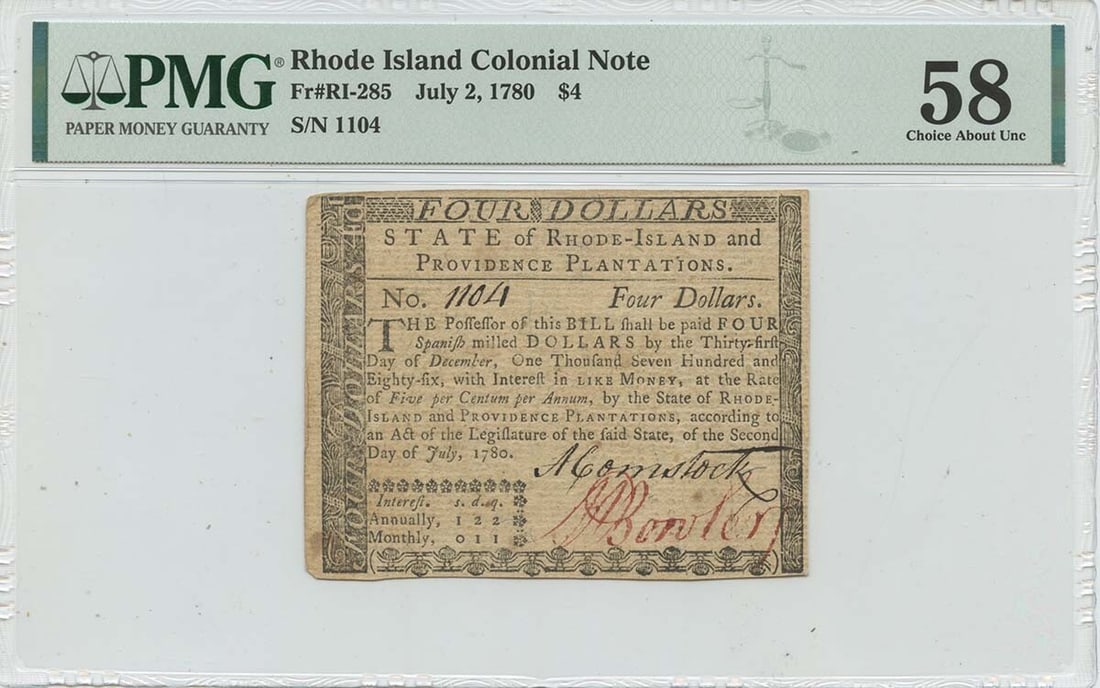 PMG® Rhode Island Colonial Note
Fr#RI-285 July 2, 1780 $4
PAPER MONEY GUARANTY S/N 1104
58
Choice About Unc
FOUR DOLLARS
STATE of RHODE-ISLAND and
PROVIDENCE PLANTATIONS.
No. 1104 Four Dollars.
THE Poſſeſſor of this BILL ſhall be paid FOUR
Spaniſh milled DOLLARS by the Thirty-firſt
Day of December, One Thouſand Seven Hundred and
Eighty-ſix, with Intereſt in LIKE MONEY, at the Rate
of Five per Centum per Annum, by the State of RHODE-
ISLAND and PROVIDENCE PLANTATIONS, according to
an Act of the Legiſlature of the ſaid State, of the Second
Day of July, 1780.
A Comstock
Intereſt. s. d. q.
Annually, 1 2 2
Monthly, 0 1 1
Bowler
FOUR DOLLARS 4d